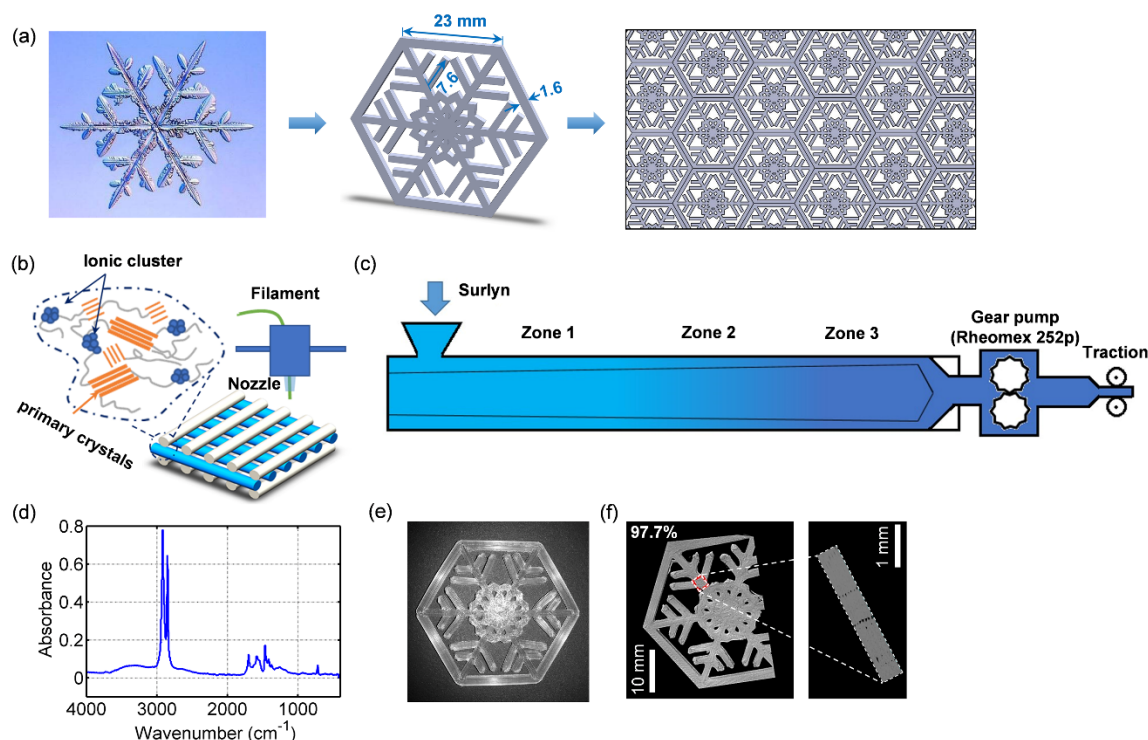 (a)
23 mm
7.6
1.6
(b)
Ionic cluster
Filament
Nozzle
primary crystals
(c)
Surlyn
Zone 1
Zone 2
Zone 3
Gear pump
(Rheomex 252p)
Traction
(d)
0.8
0.6
0.4
0.2
0
Absorbance
4000
3000
2000
1000
Wavenumber (cm⁻¹)
(e)
(f)
97.7%
10 mm
1 mm